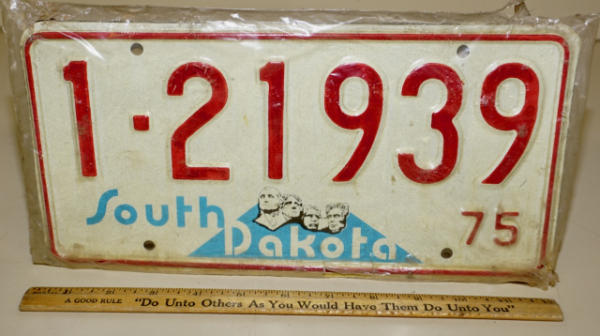 1-21939
South Dakota 75
A GOOD RULE "Do Unto Others As You Would Have Them Do Unto You"